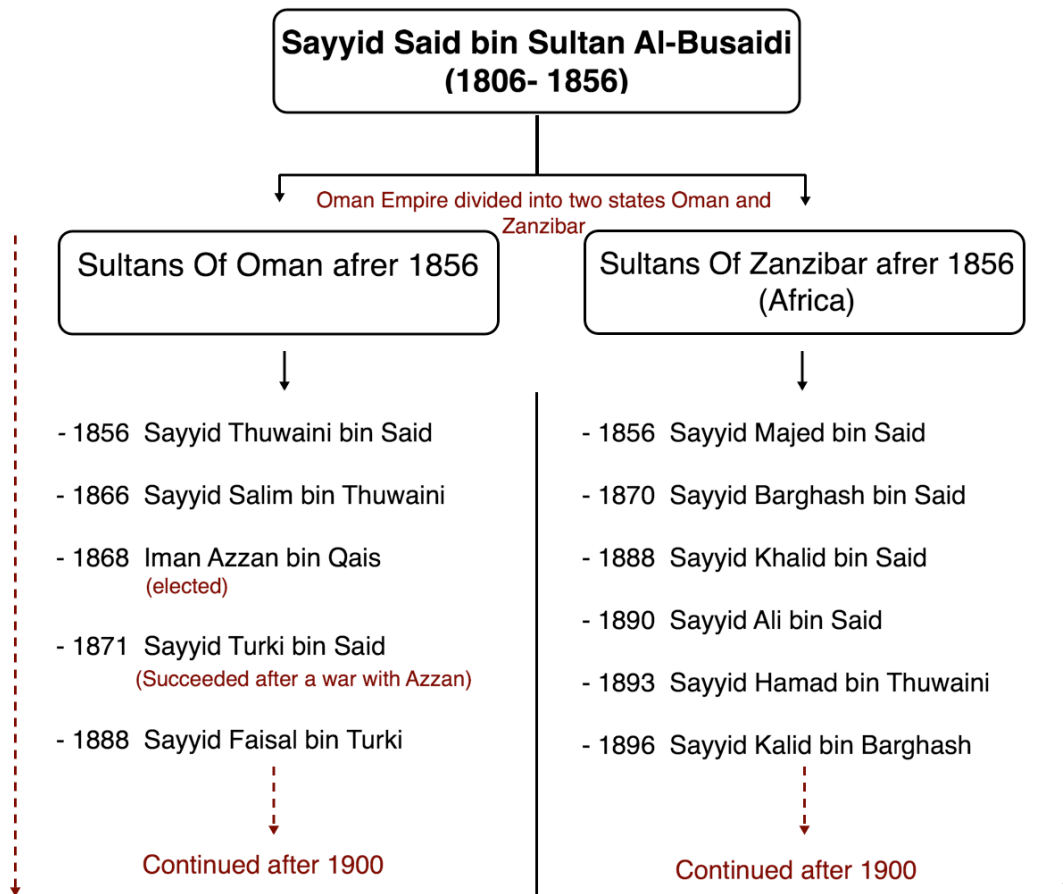 Sayyid Said bin Sultan Al-Busaidi
(1806- 1856)
Oman Empire divided into two states Oman and
Zanzibar
Sultans Of Oman afrer 1856
- 1856 Sayyid Thuwaini bin Said
- 1866 Sayyid Salim bin Thuwaini
- 1868 Iman Azzan bin Qais
(elected)
- 1871 Sayyid Turki bin Said
(Succeeded after a war with Azzan)
- 1888 Sayyid Faisal bin Turki
Continued after 1900
Sultans Of Zanzibar afrer 1856
(Africa)
- 1856 Sayyid Majed bin Said
- 1870 Sayyid Barghash bin Said
- 1888 Sayyid Khalid bin Said
- 1890 Sayyid Ali bin Said
- 1893 Sayyid Hamad bin Thuwaini
- 1896 Sayyid Kalid bin Barghash
Continued after 1900